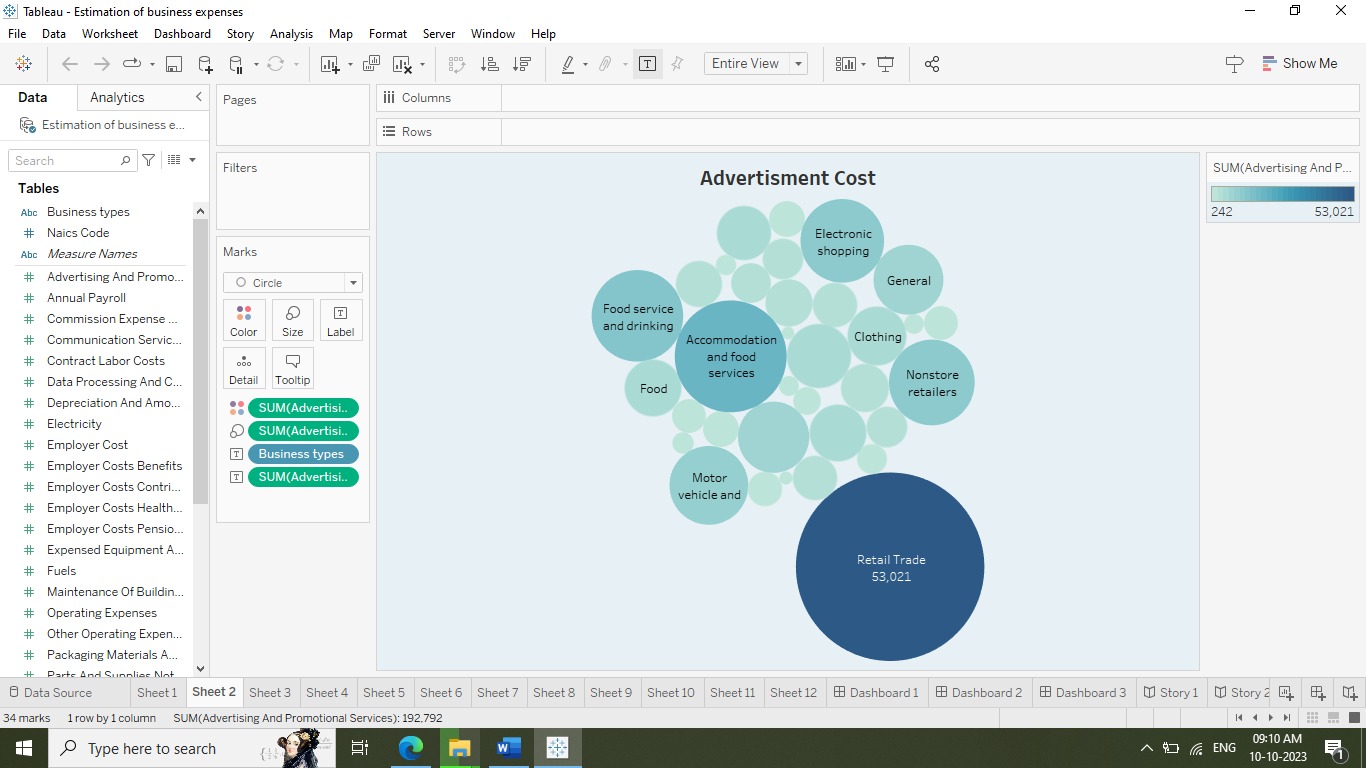 Tableau - Estimation of business expenses
File Data Worksheet Dashboard Story Analysis Map Format Server Window Help
Entire View
Show Me
Data Analytics
Estimation of business e...
Search
Tables
Abc Business types
# Naics Code
Abc Measure Names
# Advertising And Promo...
# Annual Payroll
# Commission Expense ...
# Communication Servic...
# Contract Labor Costs
# Data Processing And C...
# Depreciation And Amo...
# Electricity
# Employer Cost
# Employer Costs Benefits
# Employer Costs Contri...
# Employer Costs Health...
# Employer Costs Pensio...
# Expensed Equipment A...
# Fuels
# Maintenance Of Buildin...
# Operating Expenses
# Other Operating Expen...
# Packaging Materials A...
# Parts And Supplies Not
Pages
Filters
Marks
Circle
Color Size T Label
Detail Tooltip
SUM(Advertisi..
SUM(Advertisi..
T Business types
T SUM(Advertisi..
Columns
Rows
Advertisment Cost
Electronic
shopping
General
Food service
and drinking
Accommodation
and food
services
Clothing
Food
Nonstore
retailers
Motor
vehicle and
Retail Trade
53,021
SUM(Advertising And P...
242 53,021
Data Source Sheet 1 Sheet 2 Sheet 3 Sheet 4 Sheet 5 Sheet 6 Sheet 7 Sheet 8 Sheet 9 Sheet 10 Sheet 11 Sheet 12 Dashboard 1 Dashboard 2 Dashboard 3 Story 1 Story 2
34 marks 1 row by 1 column SUM(Advertising And Promotional Services): 192,792
Type here to search
ENG
09:10 AM
10-10-2023
1